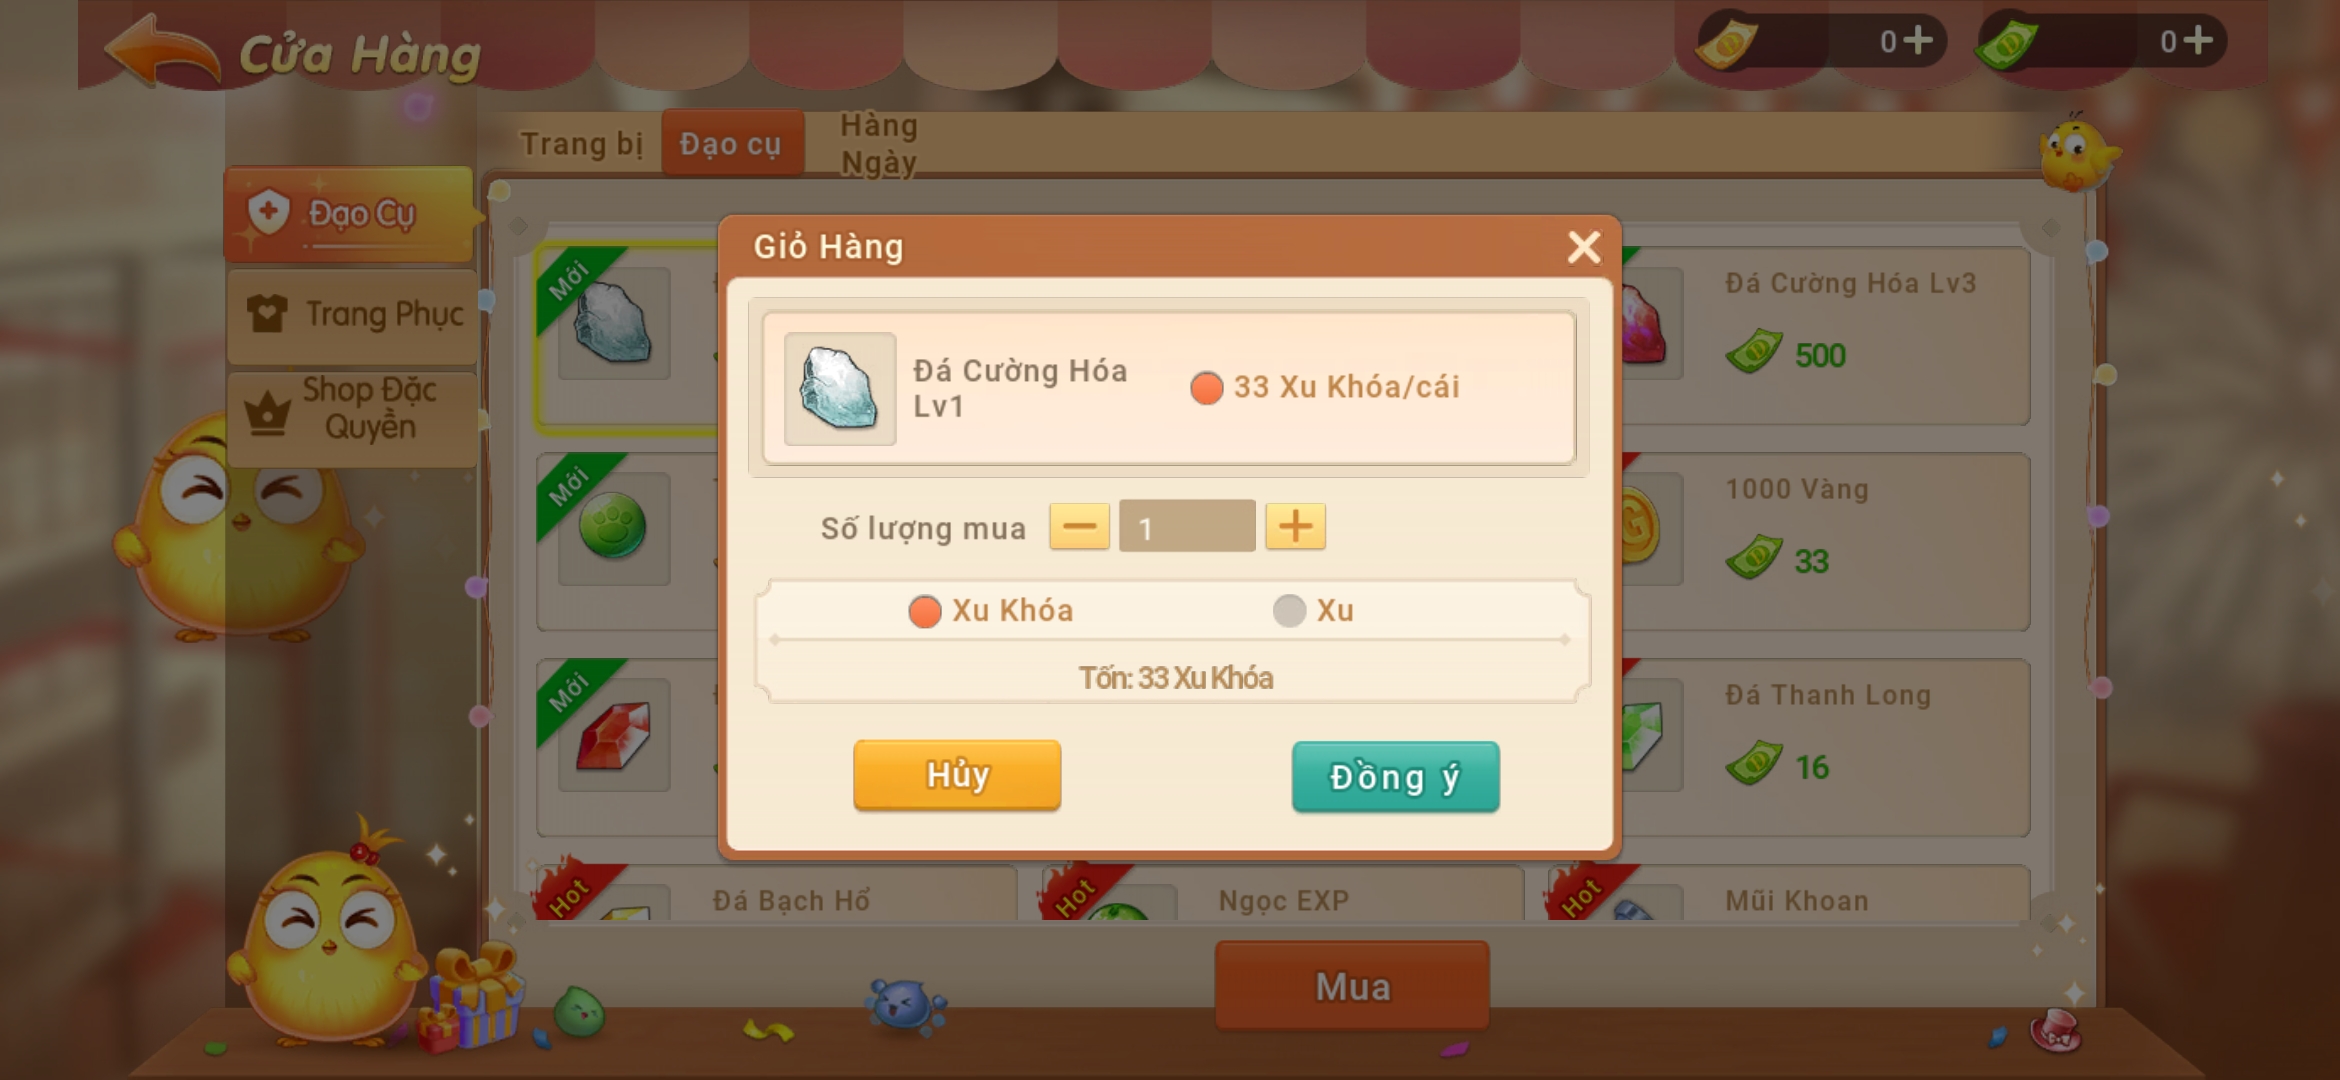 Cửa Hàng
0
0
Trang bị
Đạo cụ
Hàng
Ngày
Đạo Cụ
Trang Phục
Shop Đặc
Quyền
Giỏ Hàng
Đá Cường Hóa
Lv1
33 Xu Khóa/cái
Số lượng mua
1
Xu Khóa
Xu
Tốn: 33 Xu Khóa
Hủy
Đồng ý
Mới
Đá Cường Hóa Lv3
500
Mới
1000 Vàng
33
Mới
Đá Thanh Long
16
Hot
Đá Bạch Hổ
Hot
Ngọc EXP
Hot
Mũi Khoan
Mua